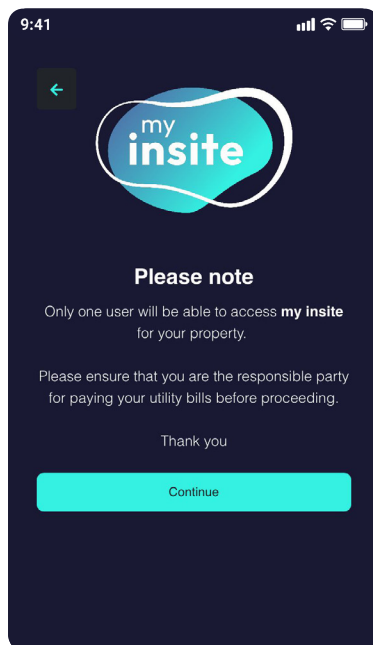 9:41
my
insite
Please note
Only one user will be able to access my insite
for your property.
Please ensure that you are the responsible party
for paying your utility bills before proceeding.
Thank you
Continue